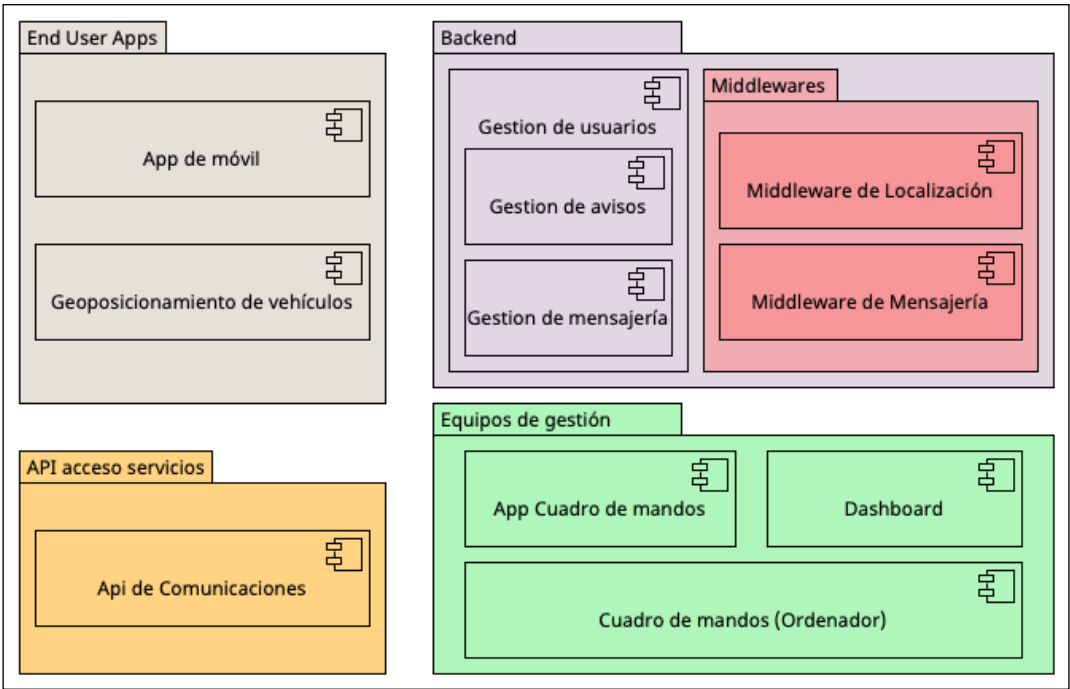 End User Apps
App de móvil
Geoposicionamiento de vehículos
Backend
Gestion de usuarios
Gestion de avisos
Gestion de mensajería
Middlewares
Middleware de Localización
Middleware de Mensajería
API acceso servicios
Api de Comunicaciones
Equipos de gestión
App Cuadro de mandos
Dashboard
Cuadro de mandos (Ordenador)